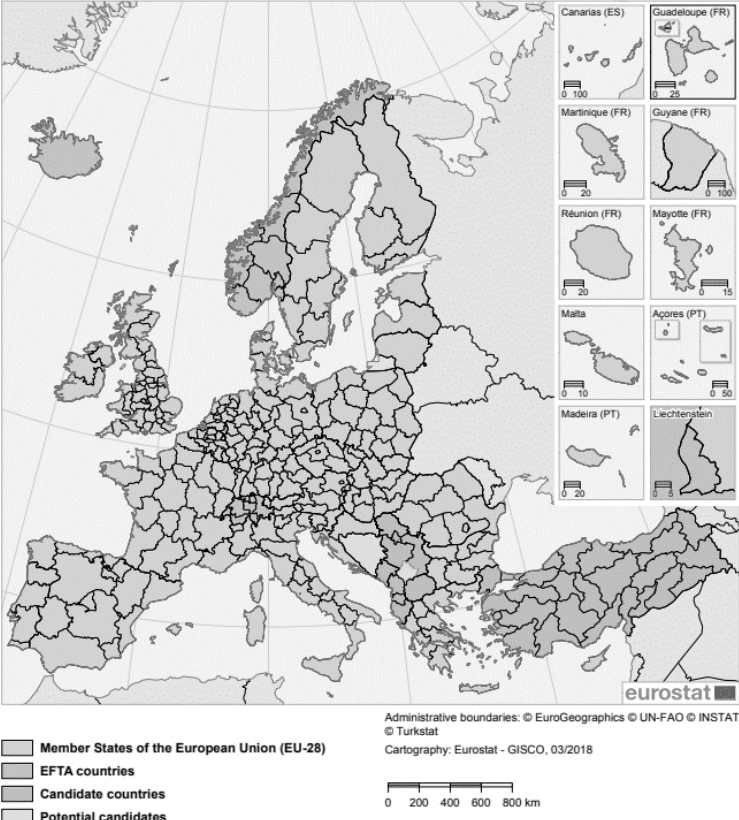 Canarias (ES)
0 100
Guadeloupe (FR)
0 25
Martinique (FR)
0 20
Guyane (FR)
0 100
Réunion (FR)
0 20
Mayotte (FR)
0 15
Malta
0 10
Açores (PT)
0 50
Madeira (PT)
0 20
Liechtenstein
0 5
eurostat
Administrative boundaries: © EuroGeographics © UN-FAO © INSTAT
© Turkstat
Cartography: Eurostat - GISCO, 03/2018
0 200 400 600 800 km
Member States of the European Union (EU-28)
EFTA countries
Candidate countries
Potential candidates